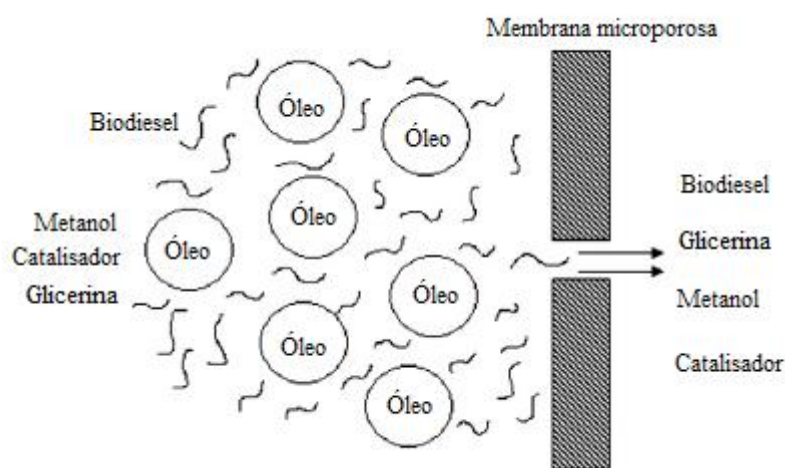 Membrana microporosa
Óleo
Óleo
Biodiesel
Óleo
Biodiesel
Metanol
Catalisador
Glicerina
Óleo
Glicerina
Óleo
Metanol
Óleo
Catalisador
Óleo